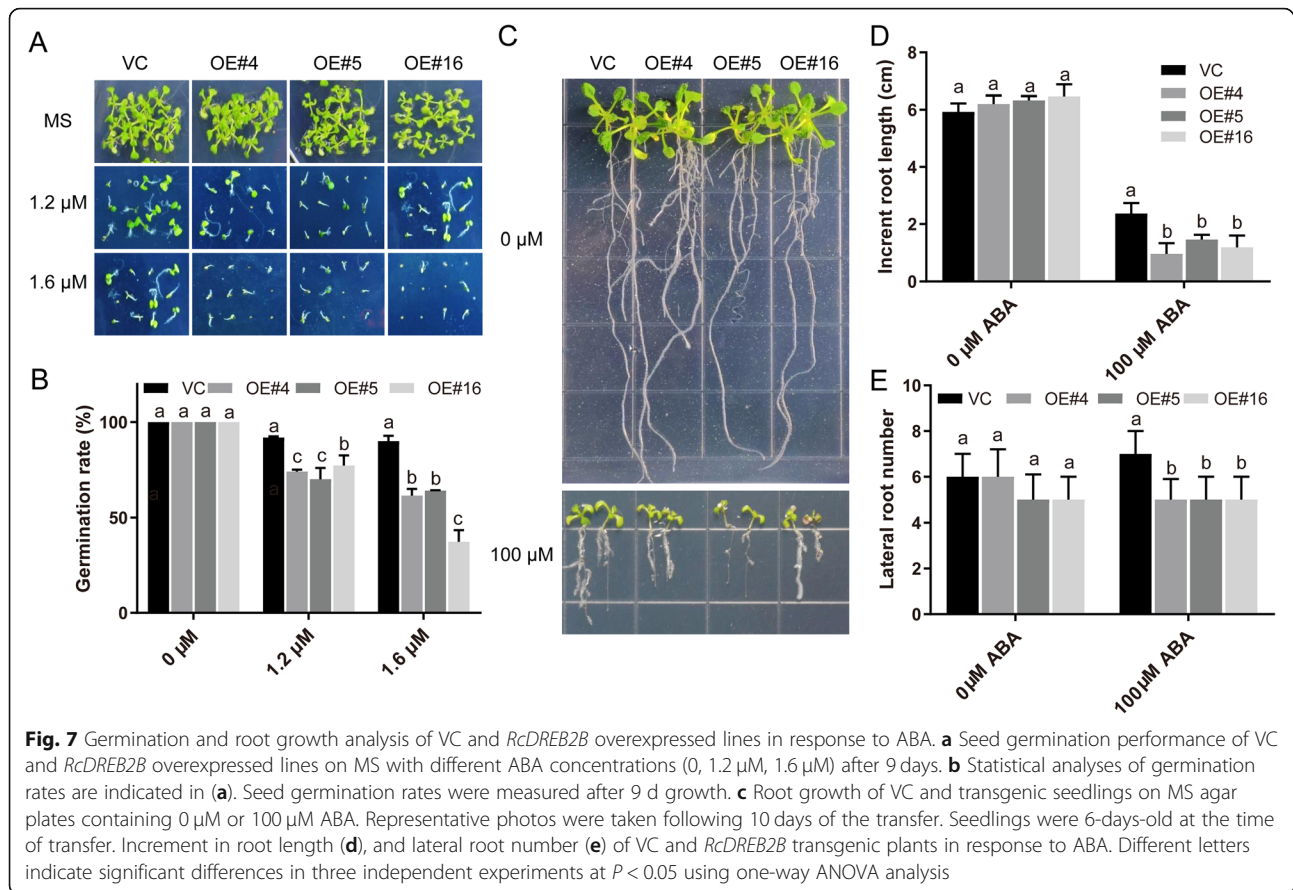 A
VC OE#4 OE#5 OE#16
MS
1.2 µM
1.6 µM
B
VC OE#4 OE#5 OE#16
Germination rate (%)
100
50
0
a a a a
a c c b
a b b c
a a
0 µM
1.2 µM
1.6 µM
C
VC OE#4 OE#5 OE#16
0 µM
100 µM
D
Incrent root length (cm)
8
6
4
2
0
VC
OE#4
OE#5
OE#16
a a a a
a b b b
0 µM ABA
100 µM ABA
E
Lateral root number
10
8
6
4
2
0
VC OE#4 OE#5 OE#16
a a a a
a b b b
0 µM ABA
100 µM ABA
Fig. 7 Germination and root growth analysis of VC and RcDREB2B overexpressed lines in response to ABA. a Seed germination performance of VC
and RcDREB2B overexpressed lines on MS with different ABA concentrations (0, 1.2 µM, 1.6 µM) after 9 days. b Statistical analyses of germination
rates are indicated in (a). Seed germination rates were measured after 9 d growth. c Root growth of VC and transgenic seedlings on MS agar
plates containing 0 µM or 100 µM ABA. Representative photos were taken following 10 days of the transfer. Seedlings were 6-days-old at the time
of transfer. Increment in root length (d), and lateral root number (e) of VC and RcDREB2B transgenic plants in response to ABA. Different letters
indicate significant differences in three independent experiments at P < 0.05 using one-way ANOVA analysis